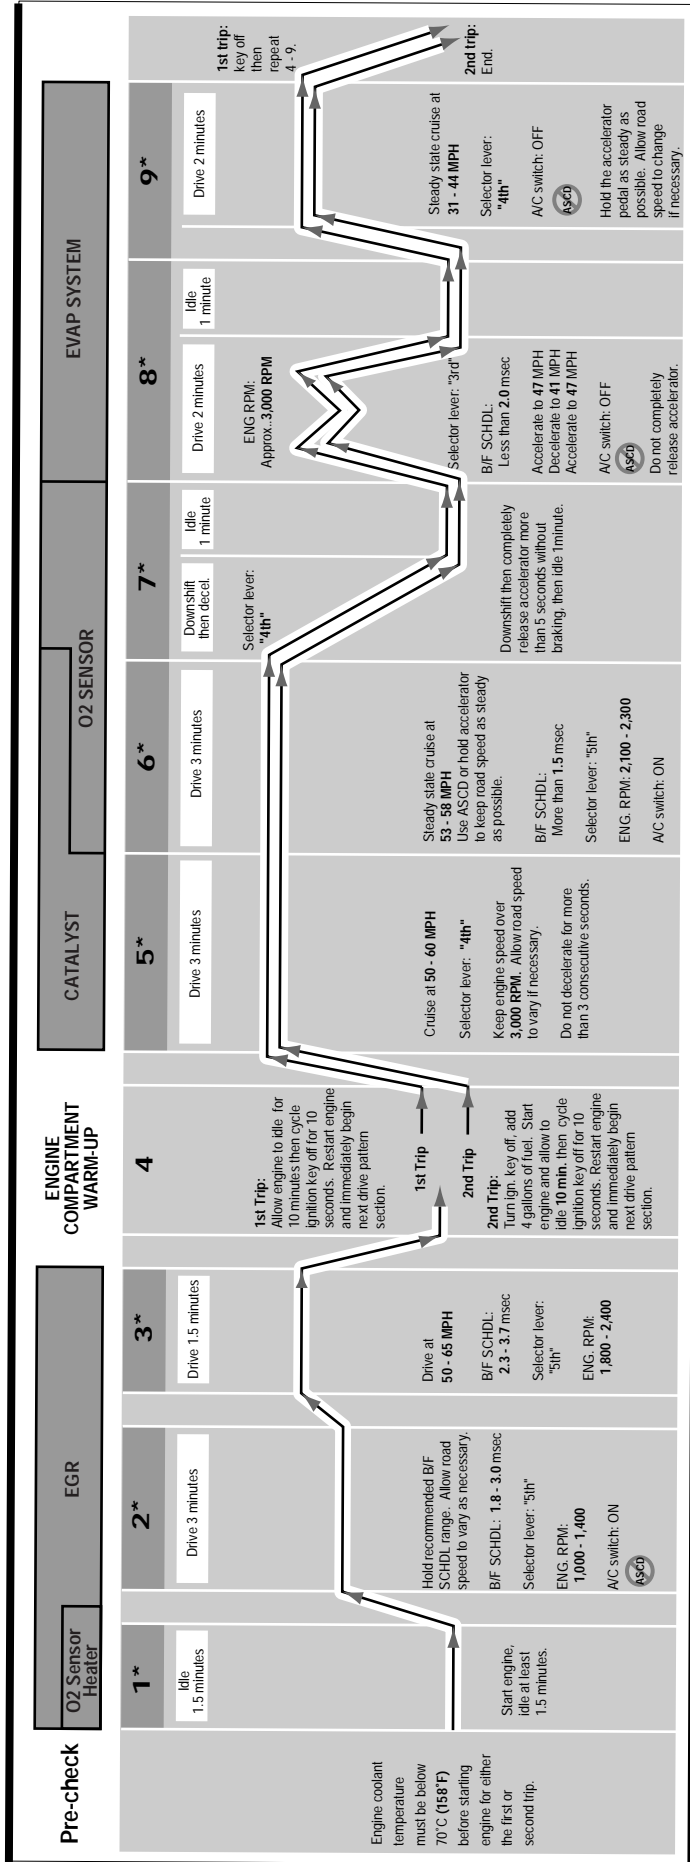 Pre-check
O2 Sensor
Heater
EGR
ENGINE
COMPARTMENT
WARM-UP
CATALYST
O2 SENSOR
EVAP SYSTEM
Engine coolant
temperature
must be below
70˚C (158˚F)
before starting
engine for either
the first or
second trip.
1*
Idle
1.5 minutes
Start engine,
idle at least
1.5 minutes.
2*
Drive 3 minutes
Hold recommended B/F
SCHDL range. Allow road
speed to vary as necessary.
B/F SCHDL: 1.8 - 3.0 msec
Selector lever: "5th"
ENG. RPM:
1,000 - 1,400
A/C switch: ON
ASCD
3*
Drive 1.5 minutes
Drive at
50 - 65 MPH
B/F SCHDL:
2.3 - 3.7 msec
Selector lever:
"5th"
ENG. RPM:
1,800 - 2,400
4
1st Trip:
Allow engine to idle for
10 minutes then cycle
ignition key off for 10
seconds. Restart engine
and immediately begin
next drive pattern
section.
1st Trip
2nd Trip
2nd Trip:
Turn ign. key off, add
4 gallons of fuel. Start
engine and allow to
idle 10 min. then cycle
ignition key off for 10
seconds. Restart engine
and immediately begin
next drive pattern
section.
5*
Drive 3 minutes
Cruise at 50 - 60 MPH
Selector lever: "4th"
Keep engine speed over
3,000 RPM. Allow road speed
to vary if necessary.
Do not decelerate for more
than 3 consecutive seconds.
6*
Drive 3 minutes
Steady state cruise at
53 - 58 MPH
Use ASCD or hold accelerator
to keep road speed as steady
as possible.
B/F SCHDL:
More than 1.5 msec
Selector lever: "5th"
ENG. RPM: 2,100 - 2,300
A/C switch: ON
7*
Downshift
then decel.
Idle
1 minute
Selector lever:
"4th"
Downshift then completely
release accelerator more
than 5 seconds without
braking, then idle 1minute.
8*
Drive 2 minutes
Idle
1 minute
ENG RPM:
Approx..3,000 RPM
Selector lever: "3rd"
B/F SCHDL:
Less than 2.0 msec
Accelerate to 47 MPH
Decelerate to 41 MPH
Accelerate to 47 MPH
A/C switch: OFF
ASCD
Do not completely
release accelerator.
9*
Drive 2 minutes
Steady state cruise at
31 - 44 MPH
Selector lever:
"4th"
A/C switch: OFF
ASCD
Hold the accelerator
pedal as steady as
possible. Allow road
speed to change
if necessary.
1st trip:
key off
then
repeat
4 - 9.
2nd trip:
End.